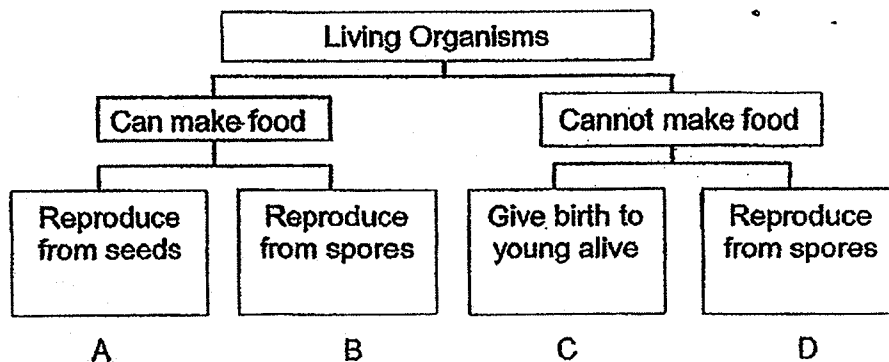 Living Organisms
Can make food
Cannot make food
Reproduce
from seeds
Reproduce
from spores
Give birth to
young alive
Reproduce
from spores
A
B
C
D